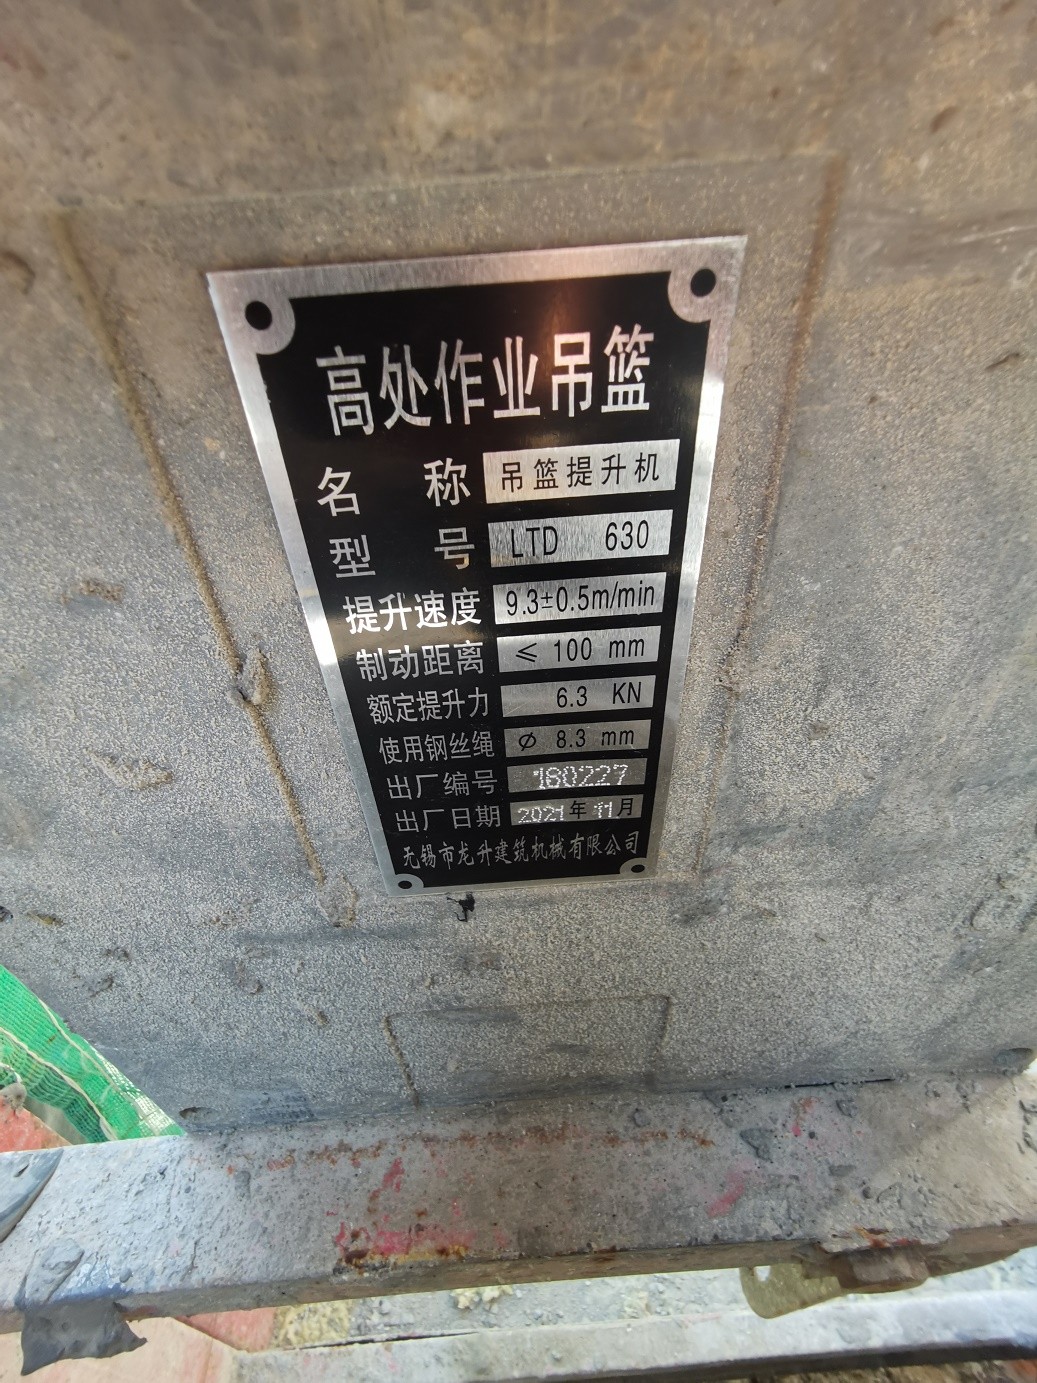 高处作业吊篮
名称 吊篮提升机
型号 LTD 630
提升速度 9.3±0.5m/min
制动距离 ≤ 100 mm
额定提升力 6.3 KN
使用钢丝绳 Ø 8.3 mm
出厂编号 160227
出厂日期 2021年11月
无锡市龙升建筑机械有限公司